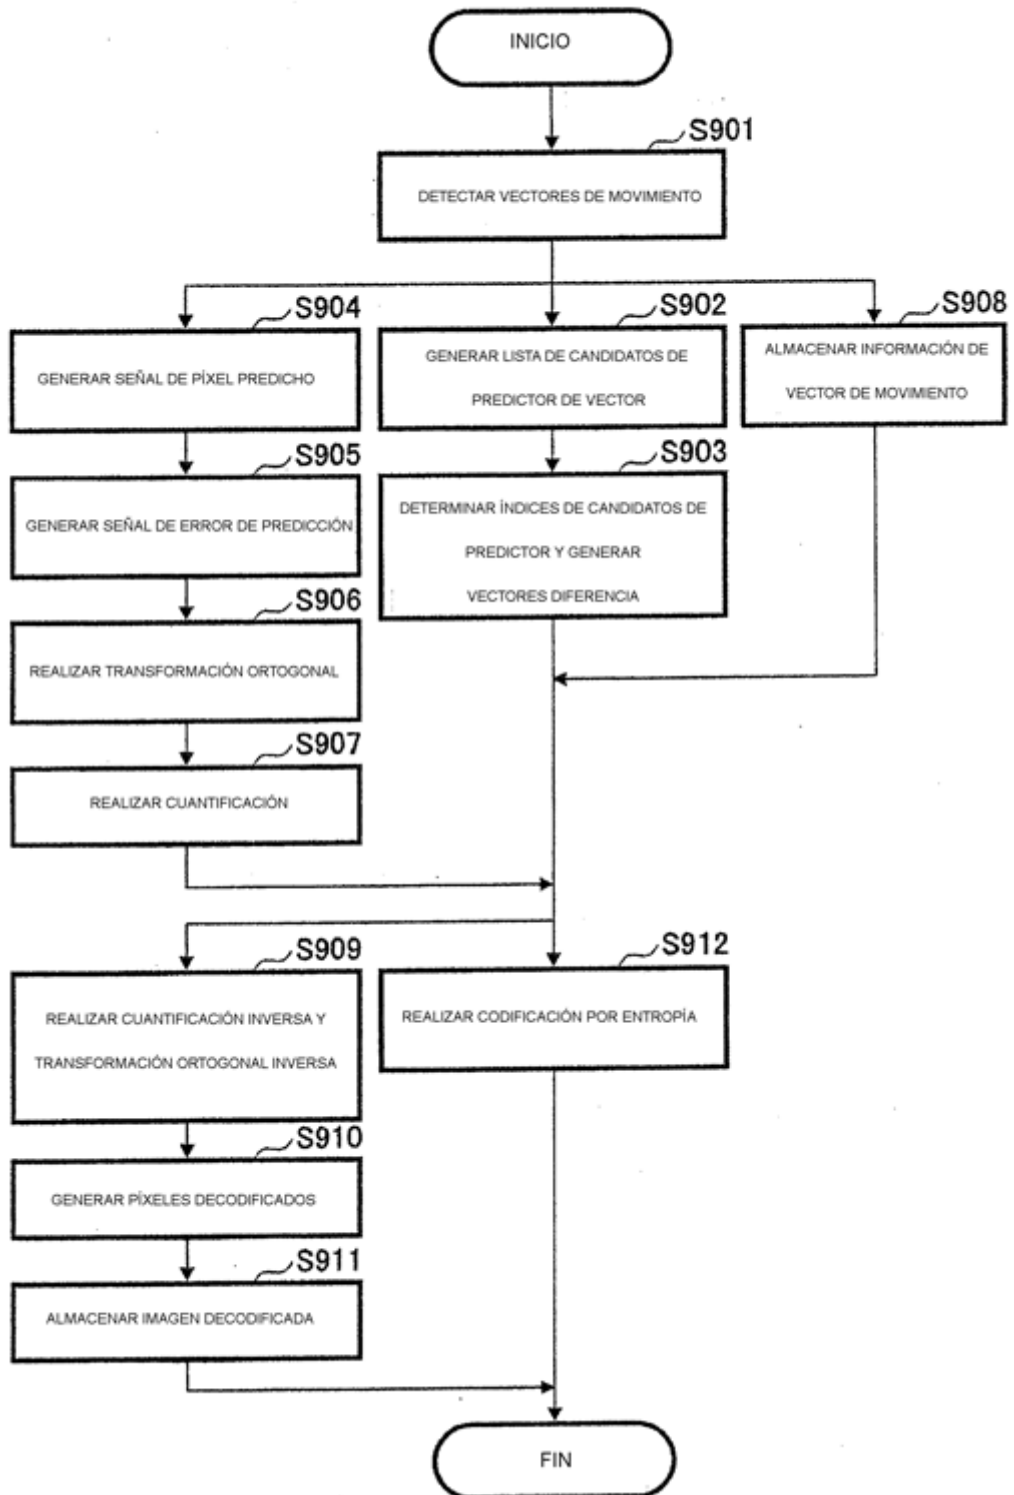 INICIO
S901
DETECTAR VECTORES DE MOVIMIENTO
S904
GENERAR SEÑAL DE PÍXEL PREDICHO
S902
GENERAR LISTA DE CANDIDATOS DE
PREDICTOR DE VECTOR
S908
ALMACENAR INFORMACIÓN DE
VECTOR DE MOVIMIENTO
S905
GENERAR SEÑAL DE ERROR DE PREDICCIÓN
S903
DETERMINAR ÍNDICES DE CANDIDATOS DE
PREDICTOR Y GENERAR
VECTORES DIFERENCIA
S906
REALIZAR TRANSFORMACIÓN ORTOGONAL
S907
REALIZAR CUANTIFICACIÓN
S909
REALIZAR CUANTIFICACIÓN INVERSA Y
TRANSFORMACIÓN ORTOGONAL INVERSA
S912
REALIZAR CODIFICACIÓN POR ENTROPÍA
S910
GENERAR PÍXELES DECODIFICADOS
S911
ALMACENAR IMAGEN DECODIFICADA
FIN